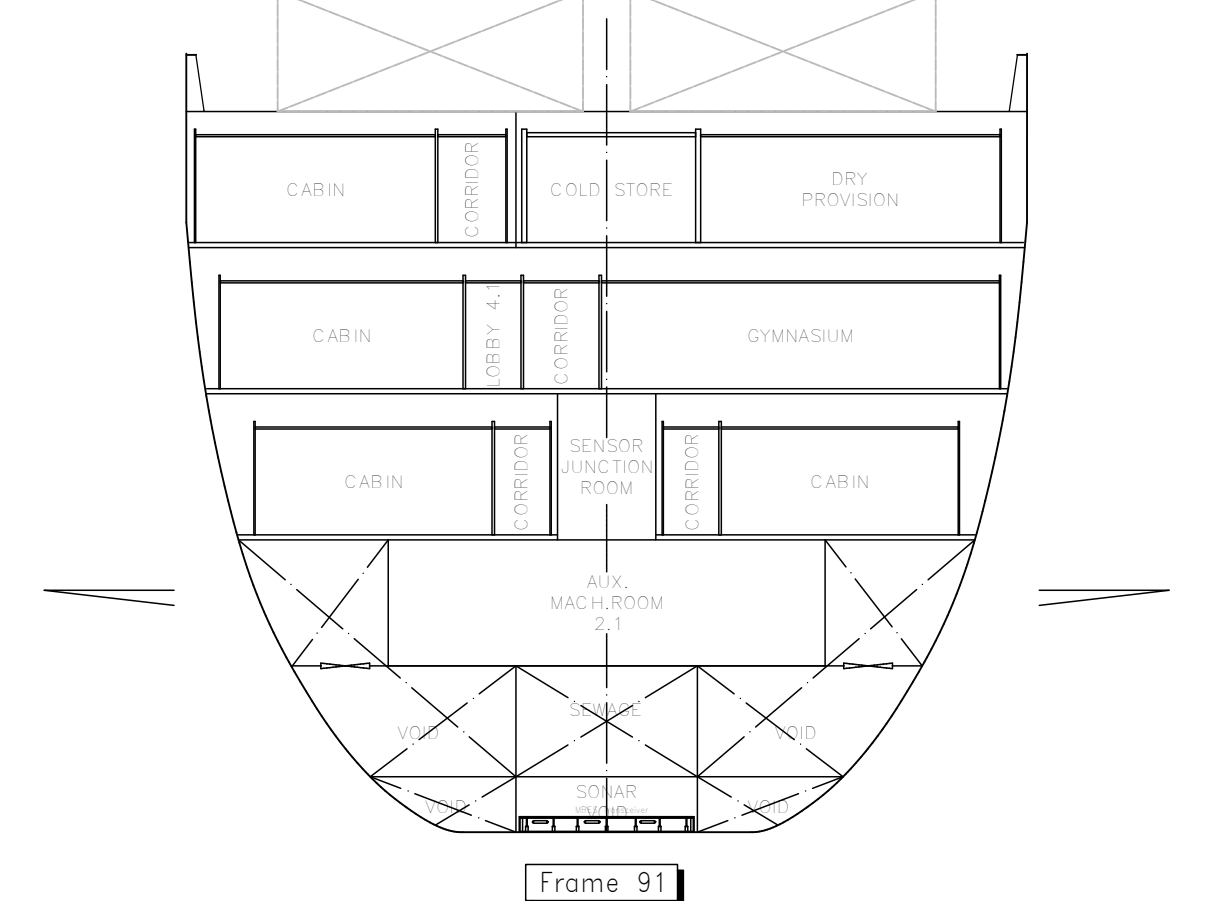 CABIN
CORRIDOR
COLD STORE
DRY
PROVISION
CABIN
LOBBY 4.1
CORRIDOR
GYMNASIUM
CABIN
CORRIDOR
SENSOR
JUNCTION
ROOM
CORRIDOR
CABIN
AUX.
MACH.ROOM
2.1
SEWAGE
VOID
VOID
SONAR
VOID
VOID
VOID
Frame 91